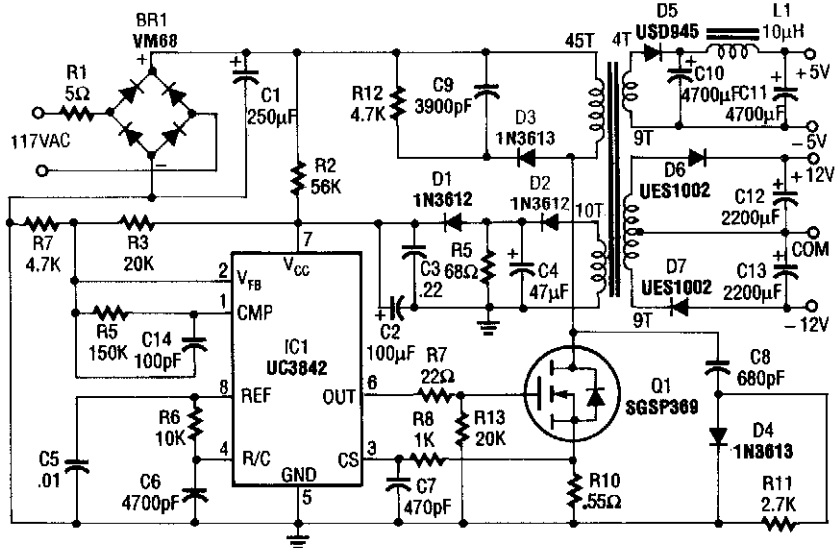 BR1
VM68
+
R1
5Ω
117VAC
−
+
C1
250μF
R2
56K
R12
4.7K
C9
3900pF
D3
1N3613
45T
4T
D5
USD945
L1
10μH
+
C10
4700μF
+
C11
4700μF
+5V
−5V
9T
D6
UES1002
+12V
+
C12
2200μF
COM
+
C13
2200μF
D7
UES1002
9T
−12V
R7
4.7K
R3
20K
D1
1N3612
D2
1N3612
10T
C3
.22
R5
68Ω
+
C4
47μF
+
C2
100μF
7
VCC
2
VFB
1
CMP
R5
150K
C14
100pF
IC1
UC3842
8
REF
OUT
6
R7
22Ω
R6
10K
4
R/C
CS
3
R8
1K
R13
20K
Q1
SGSP369
C8
680pF
D4
1N3613
R11
2.7K
C5
.01
C6
4700pF
GND
5
C7
470pF
R10
.55Ω